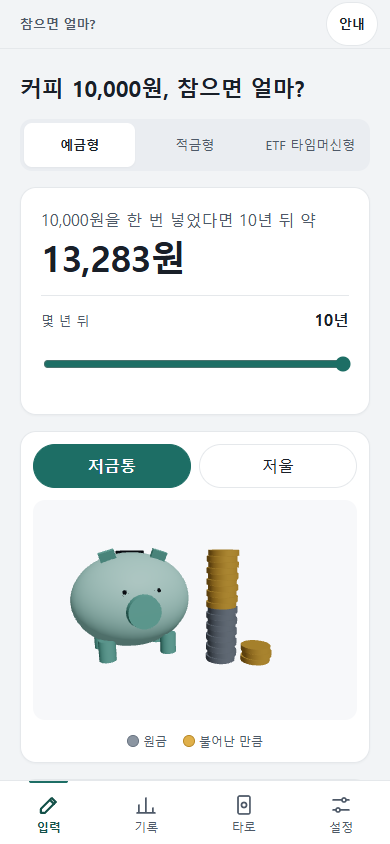 참으면 얼마?
안내
커피 10,000원, 참으면 얼마?
예금형 적금형 ETF 타임머신형
10,000원을 한 번 넣었다면 10년 뒤 약
13,283원
몇 년 뒤 10년
저금통 저울
원금 불어난 만큼
입력 기록 타로 설정